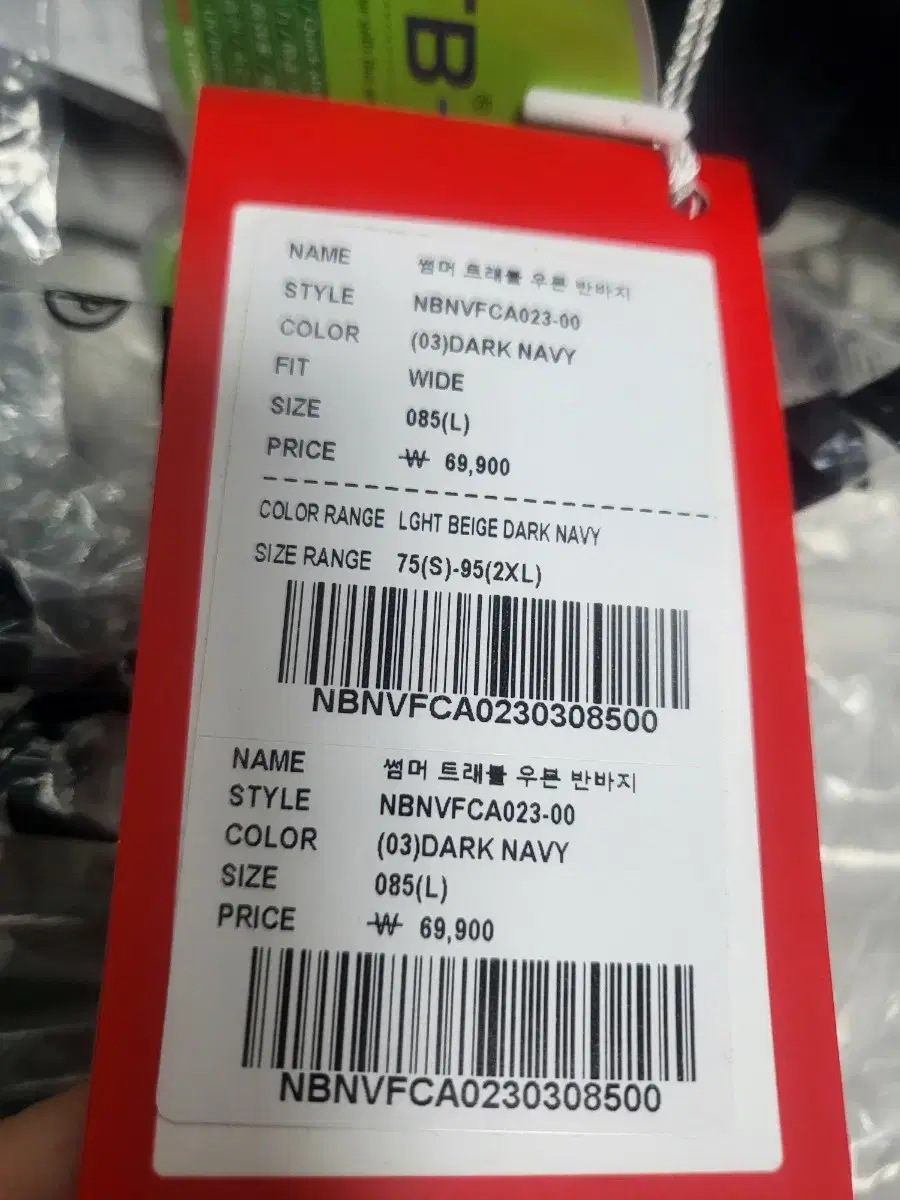 B
®
NAME 썸머 트래블 우븐 반바지
STYLE NBNVFCA023-00
COLOR (03)DARK NAVY
FIT WIDE
SIZE 085(L)
PRICE ₩ 69,900
COLOR RANGE LGHT BEIGE DARK NAVY
SIZE RANGE 75(S)-95(2XL)
NBNVFCA0230308500
NAME 썸머 트래블 우븐 반바지
STYLE NBNVFCA023-00
COLOR (03)DARK NAVY
SIZE 085(L)
PRICE ₩ 69,900
NBNVFCA0230308500